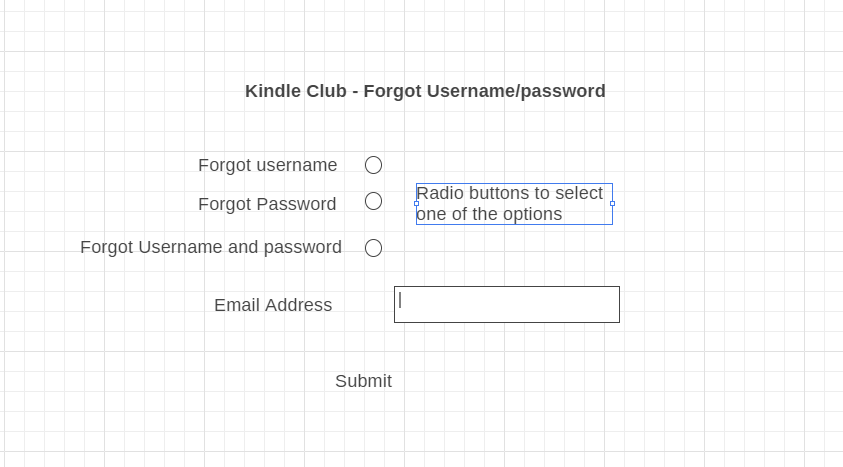 Kindle Club - Forgot Username/password
Forgot username
Forgot Password
Radio buttons to select
one of the options
Forgot Username and password
Email Address
Submit